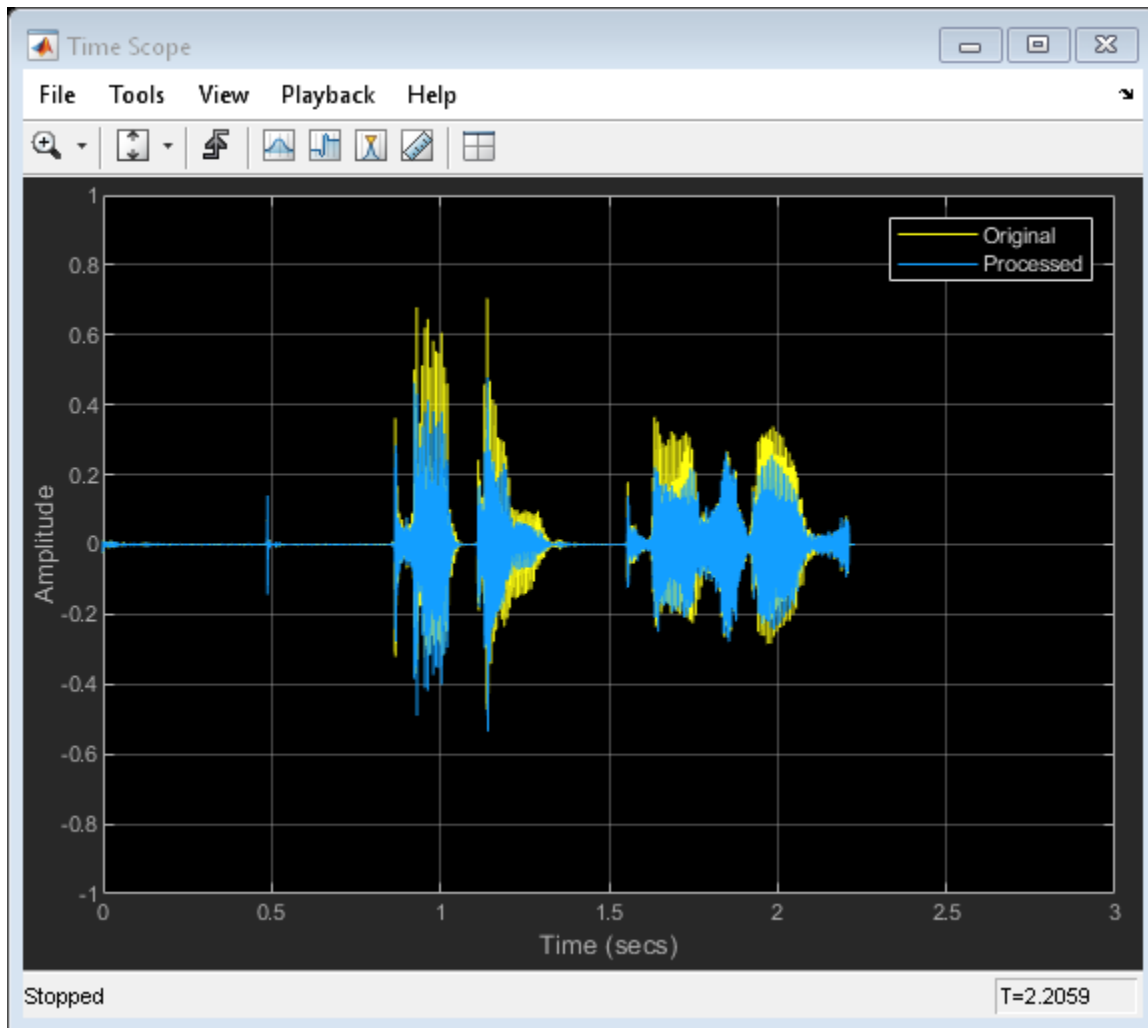 Time Scope
File Tools View Playback Help
1
0.8
0.6
0.4
0.2
0
-0.2
-0.4
-0.6
-0.8
-1
Amplitude
Original
Processed
0 0.5 1 1.5 2 2.5 3
Time (secs)
Stopped T=2.2059